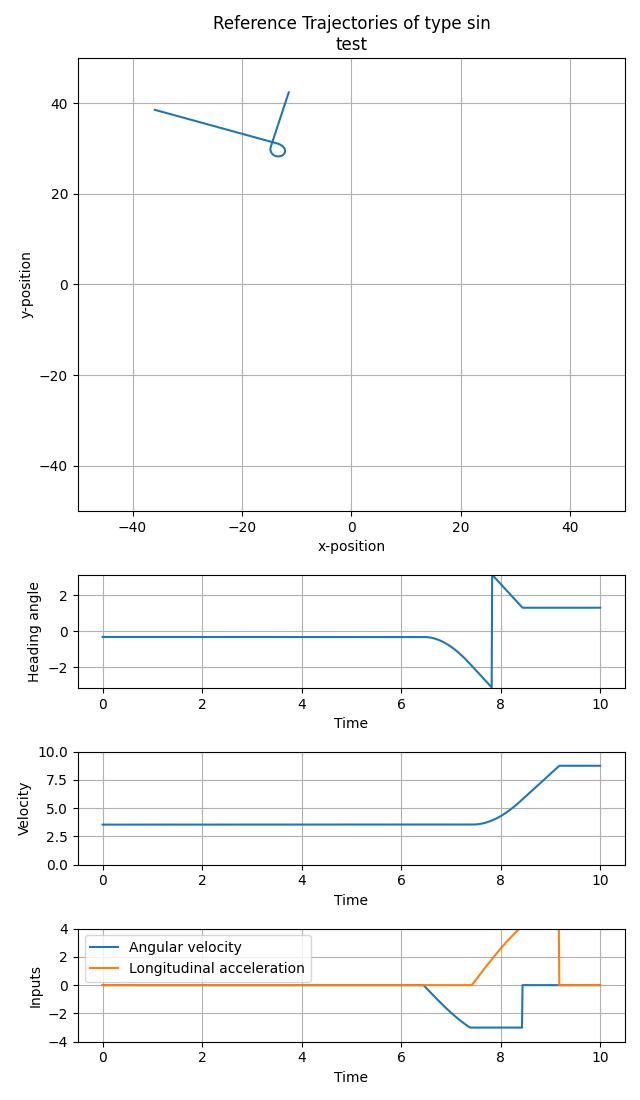 Reference Trajectories of type sin
test
40
20
0
−20
−40
y-position
−40 −20 0 20 40
x-position
2
0
−2
Heading angle
0 2 4 6 8 10
Time
10.0
7.5
5.0
2.5
0.0
Velocity
0 2 4 6 8 10
Time
4
2
0
−2
−4
Inputs
Angular velocity
Longitudinal acceleration
0 2 4 6 8 10
Time